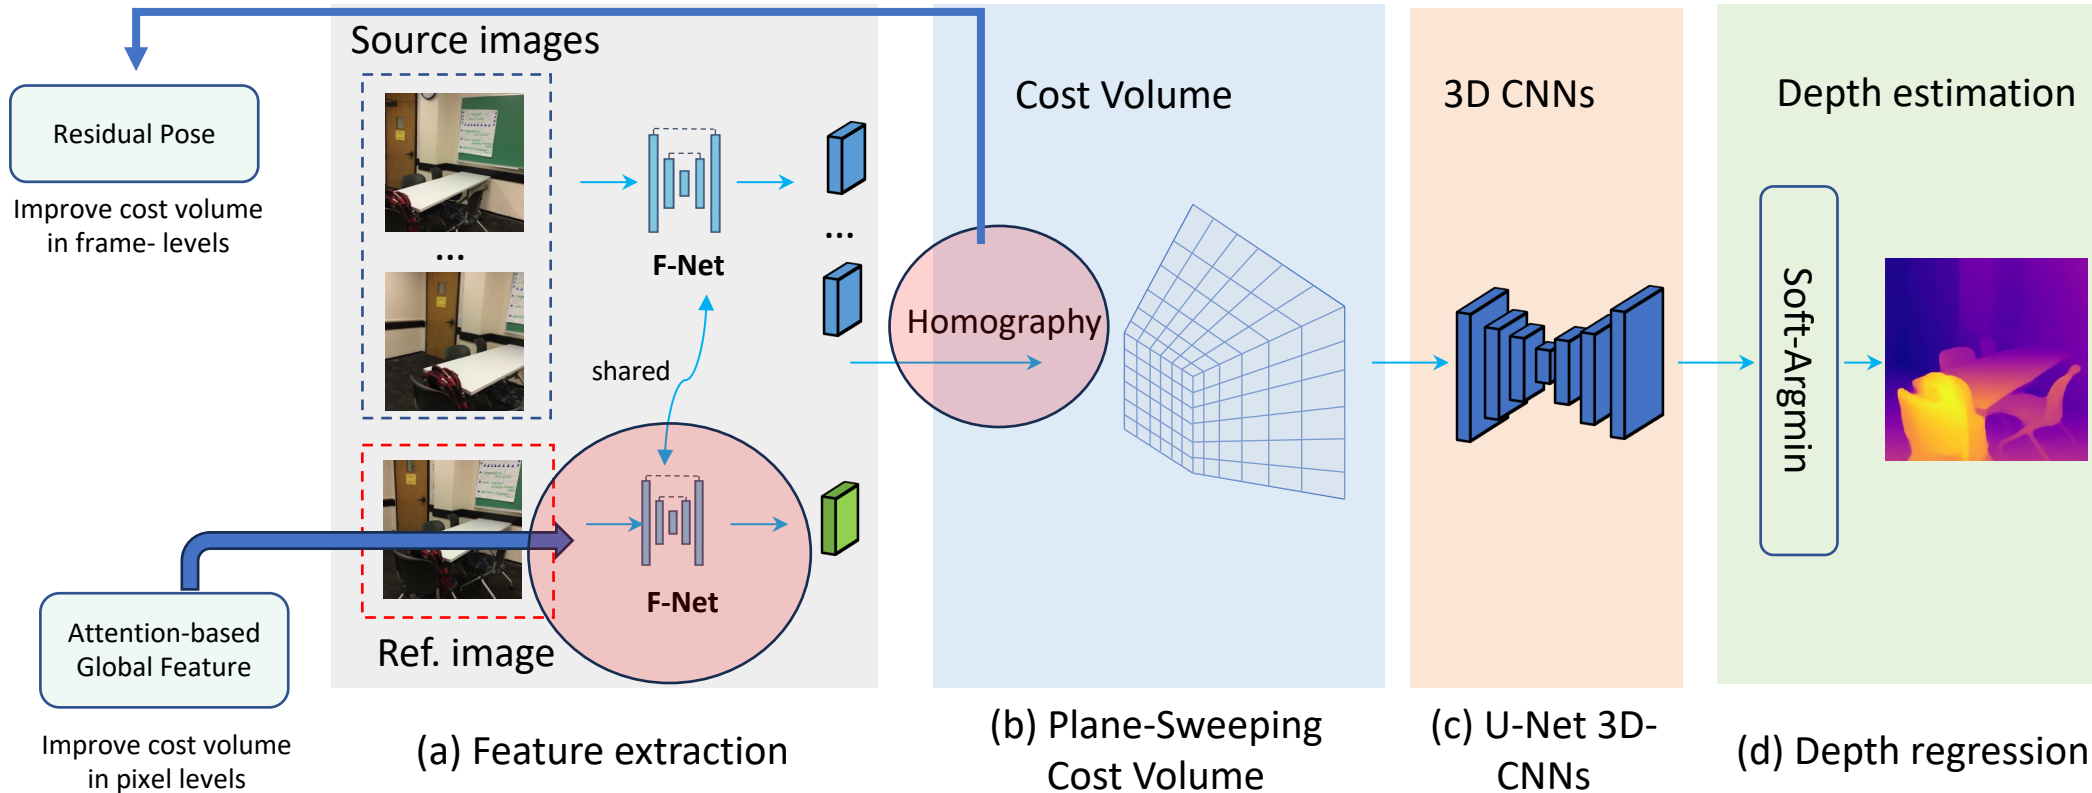 Source images
Residual Pose
Improve cost volume
in frame- levels
...
F-Net
...
shared
F-Net
Ref. image
Attention-based
Global Feature
Improve cost volume
in pixel levels
(a) Feature extraction
Cost Volume
Homography
(b) Plane-Sweeping
Cost Volume
3D CNNs
(c) U-Net 3D-
CNNs
Depth estimation
Soft-Argmin
(d) Depth regression